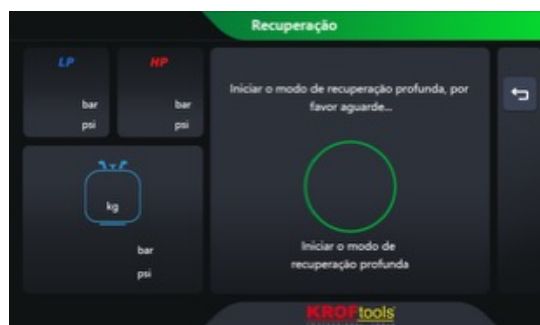 Recuperação
LP
HP
bar
bar
psi
psi
kg
bar
psi
Iniciar o modo de recuperação profunda, por
favor aguarde...
Iniciar o modo de
recuperação profunda
KROFtools